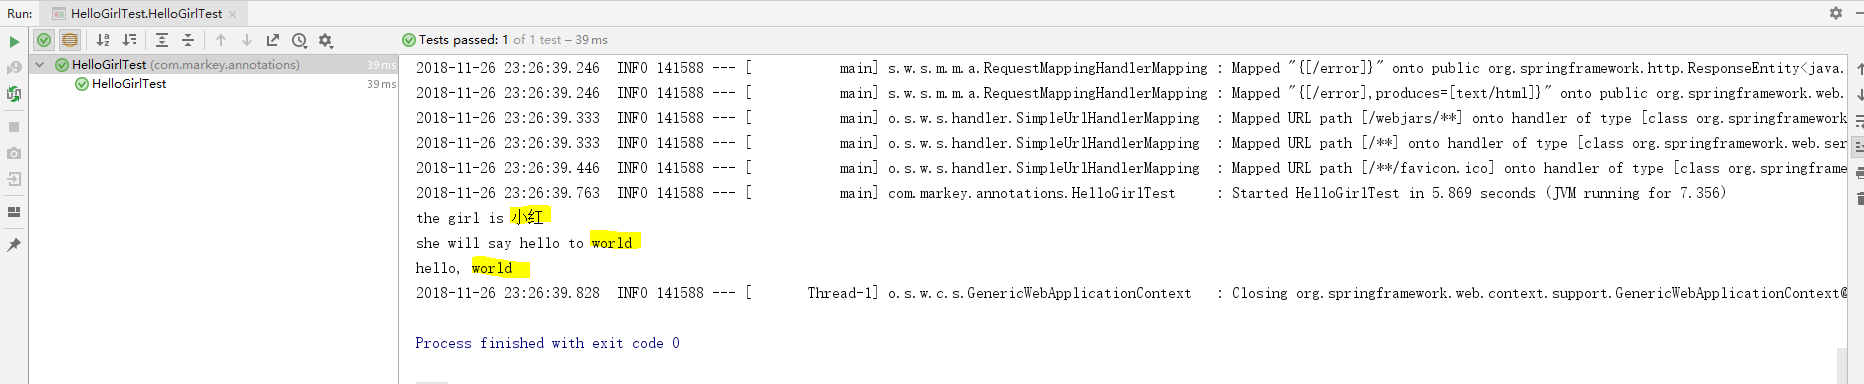 Run: HelloGirlTest.HelloGirlTest
Tests passed: 1 of 1 test – 39 ms
HelloGirlTest (com.markey.annotations) 39 ms
HelloGirlTest 39 ms
2018-11-26 23:26:39.246  INFO 141588 --- [           main] s.w.s.m.m.a.RequestMappingHandlerMapping : Mapped "{[/error]}" onto public org.springframework.http.ResponseEntity<java.
2018-11-26 23:26:39.246  INFO 141588 --- [           main] s.w.s.m.m.a.RequestMappingHandlerMapping : Mapped "{[/error],produces=[text/html]}" onto public org.springframework.web.
2018-11-26 23:26:39.333  INFO 141588 --- [           main] o.s.w.s.handler.SimpleUrlHandlerMapping  : Mapped URL path [/webjars/**] onto handler of type [class org.springframework
2018-11-26 23:26:39.333  INFO 141588 --- [           main] o.s.w.s.handler.SimpleUrlHandlerMapping  : Mapped URL path [/**] onto handler of type [class org.springframework.web.ser
2018-11-26 23:26:39.446  INFO 141588 --- [           main] o.s.w.s.handler.SimpleUrlHandlerMapping  : Mapped URL path [/**/favicon.ico] onto handler of type [class org.springframe
2018-11-26 23:26:39.763  INFO 141588 --- [           main] com.markey.annotations.HelloGirlTest     : Started HelloGirlTest in 5.869 seconds (JVM running for 7.356)
the girl is 小红
she will say hello to world
hello, world
2018-11-26 23:26:39.828  INFO 141588 --- [       Thread-1] o.s.w.c.s.GenericWebApplicationContext   : Closing org.springframework.web.context.support.GenericWebApplicationContext@
Process finished with exit code 0